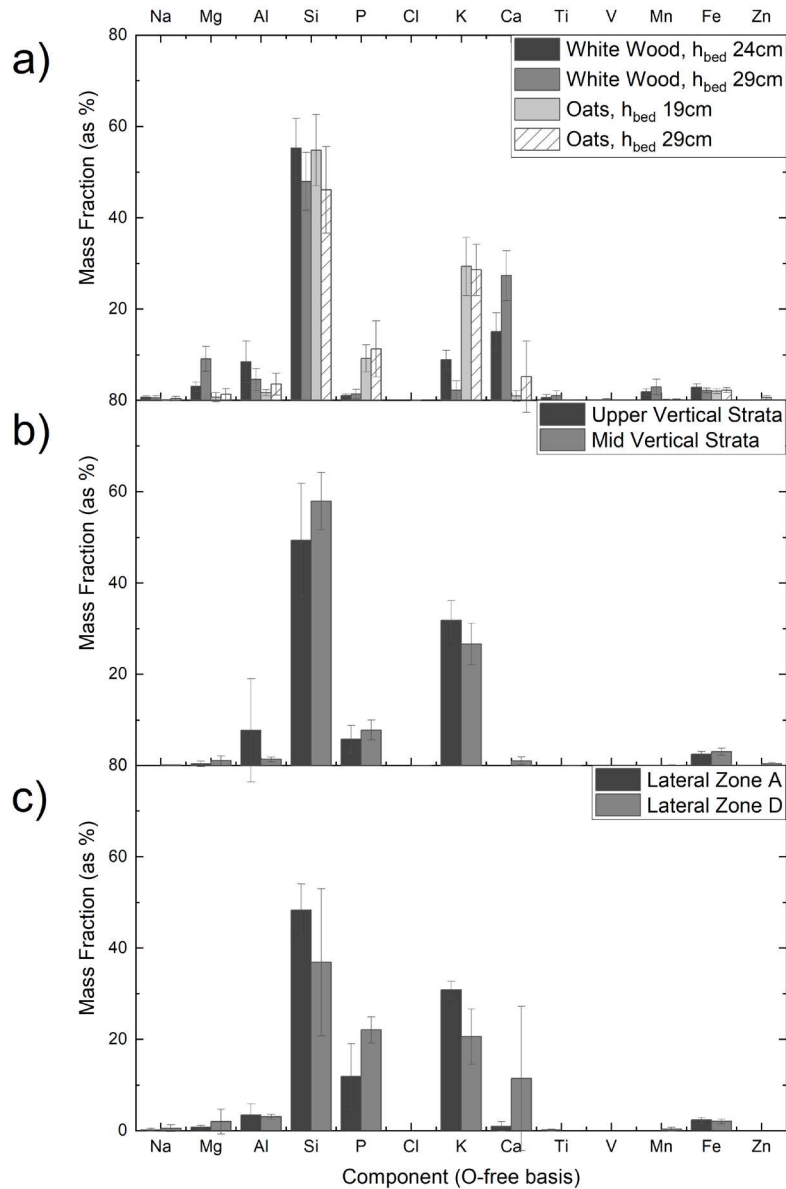 Na Mg Al Si P Cl K Ca Ti V Mn Fe Zn
a)
80
60
40
20
80
Mass Fraction (as %)
White Wood, hbed 24cm
White Wood, hbed 29cm
Oats, hbed 19cm
Oats, hbed 29cm
b)
60
40
20
80
Mass Fraction (as %)
Upper Vertical Strata
Mid Vertical Strata
c)
60
40
20
0
Mass Fraction (as %)
Lateral Zone A
Lateral Zone D
Na Mg Al Si P Cl K Ca Ti V Mn Fe Zn
Component (O-free basis)